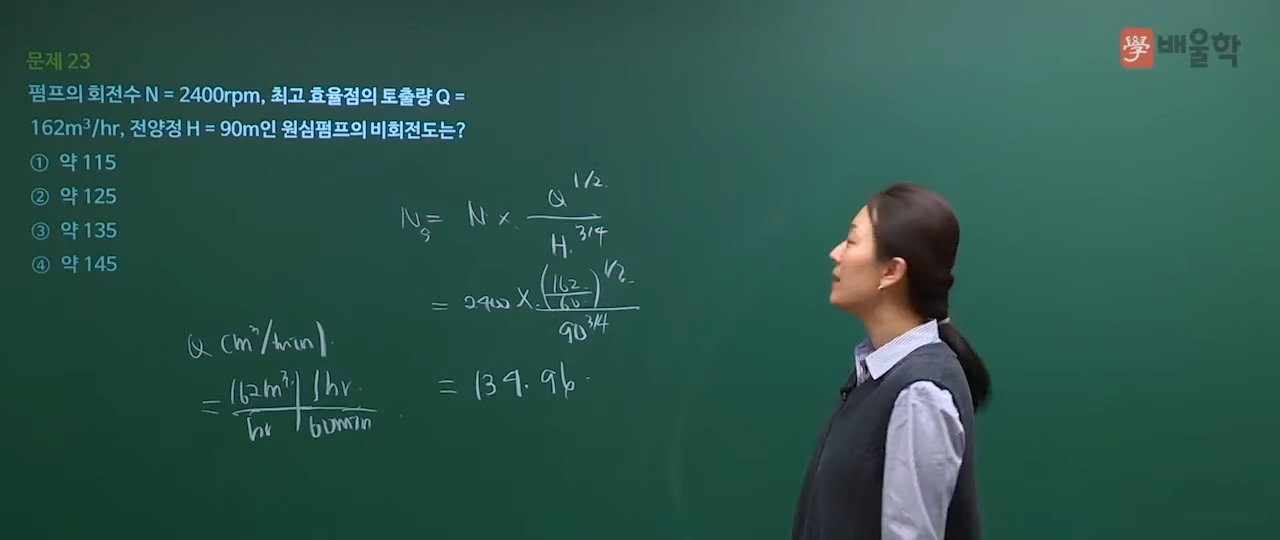 學 배울학
문제 23
펌프의 회전수 N = 2400rpm, 최고 효율점의 토출량 Q =
162m³/hr, 전양정 H = 90m인 원심펌프의 비회전도는?
① 약 115
② 약 125
③ 약 135
④ 약 145
Ns = N × Q^1/2 / H^3/4
= 2400 × (162/60)^1/2 / 90^3/4
= 134.96
Q (m³/min)
= 162m³ | 1hr
hr | 60min